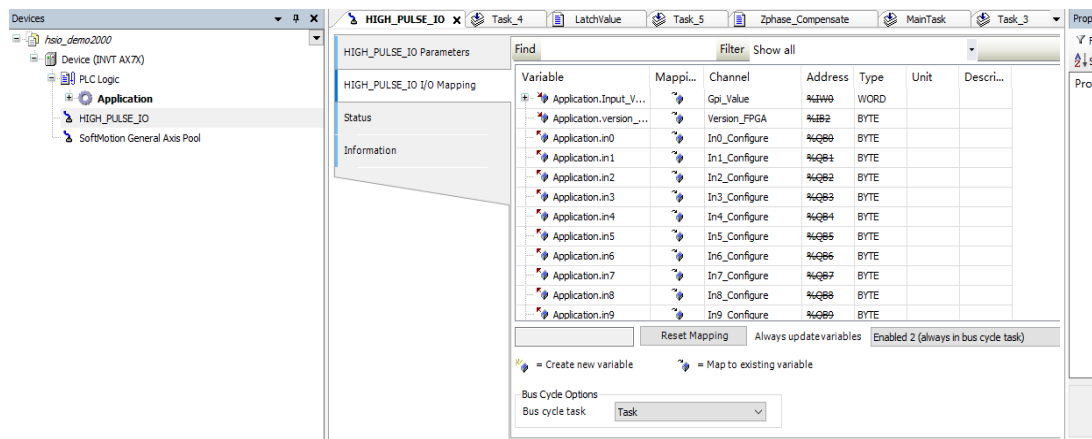 Devices
hsio_demo2000
Device (INVT AX7X)
PLC Logic
Application
HIGH_PULSE_IO
SoftMotion General Axis Pool
HIGH_PULSE_IO Task_4 LatchValue Task_5 Zphase_Compensate MainTask Task_3
HIGH_PULSE_IO Parameters
HIGH_PULSE_IO I/O Mapping
Status
Information
Find Filter Show all
Variable Mappi... Channel Address Type Unit Descri...
Application.Input_V... Gpi_Value %IW0 WORD
Application.version_... Version_FPGA %IB2 BYTE
Application.in0 In0_Configure %QB0 BYTE
Application.in1 In1_Configure %QB1 BYTE
Application.in2 In2_Configure %QB2 BYTE
Application.in3 In3_Configure %QB3 BYTE
Application.in4 In4_Configure %QB4 BYTE
Application.in5 In5_Configure %QB5 BYTE
Application.in6 In6_Configure %QB6 BYTE
Application.in7 In7_Configure %QB7 BYTE
Application.in8 In8_Configure %QB8 BYTE
Application.in9 In9_Configure %QB9 BYTE
Reset Mapping Always update variables Enabled 2 (always in bus cycle task)
= Create new variable = Map to existing variable
Bus Cycle Options
Bus cycle task Task
Prop
Pro